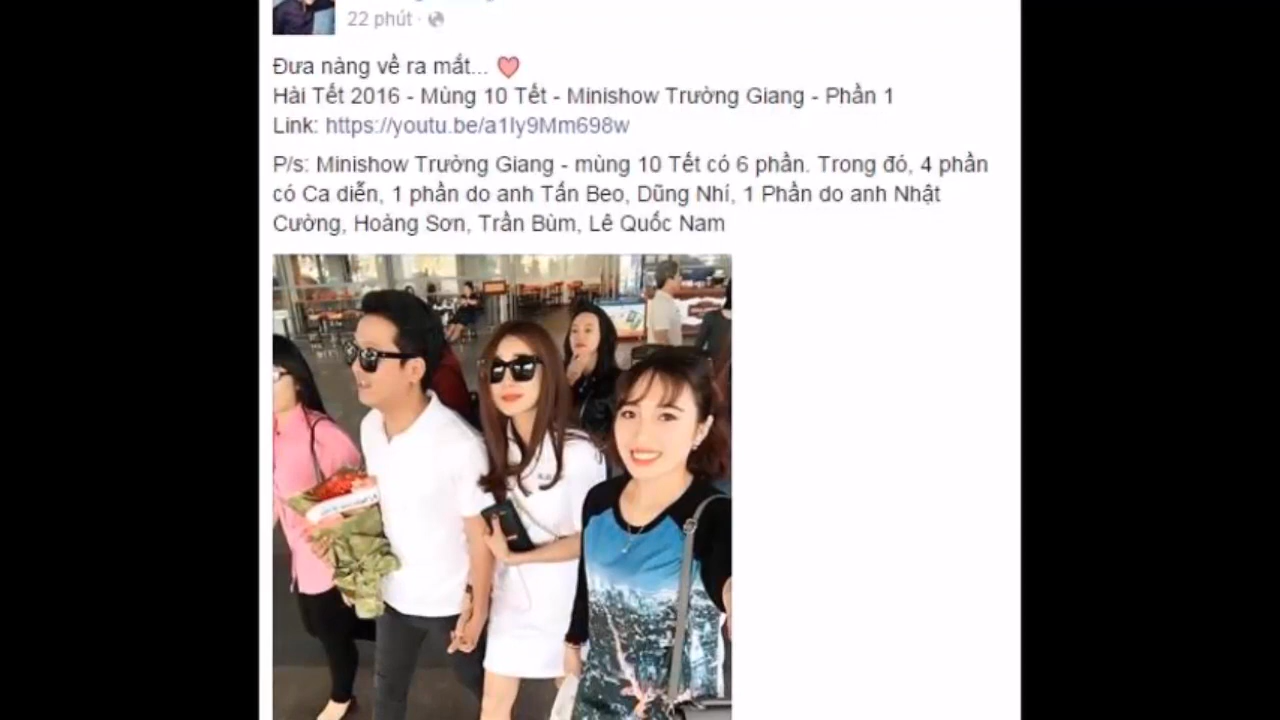 22 phút ·
Đưa nàng về ra mắt...
Hài Tết 2016 - Mùng 10 Tết - Minishow Trường Giang - Phần 1
Link: https://youtu.be/a1Iy9Mm698w
P/s: Minishow Trường Giang - mùng 10 Tết có 6 phần. Trong đó, 4 phần
có Ca diễn, 1 phần do anh Tấn Beo, Dũng Nhí, 1 Phần do anh Nhật
Cường, Hoàng Sơn, Trần Bùm, Lê Quốc Nam